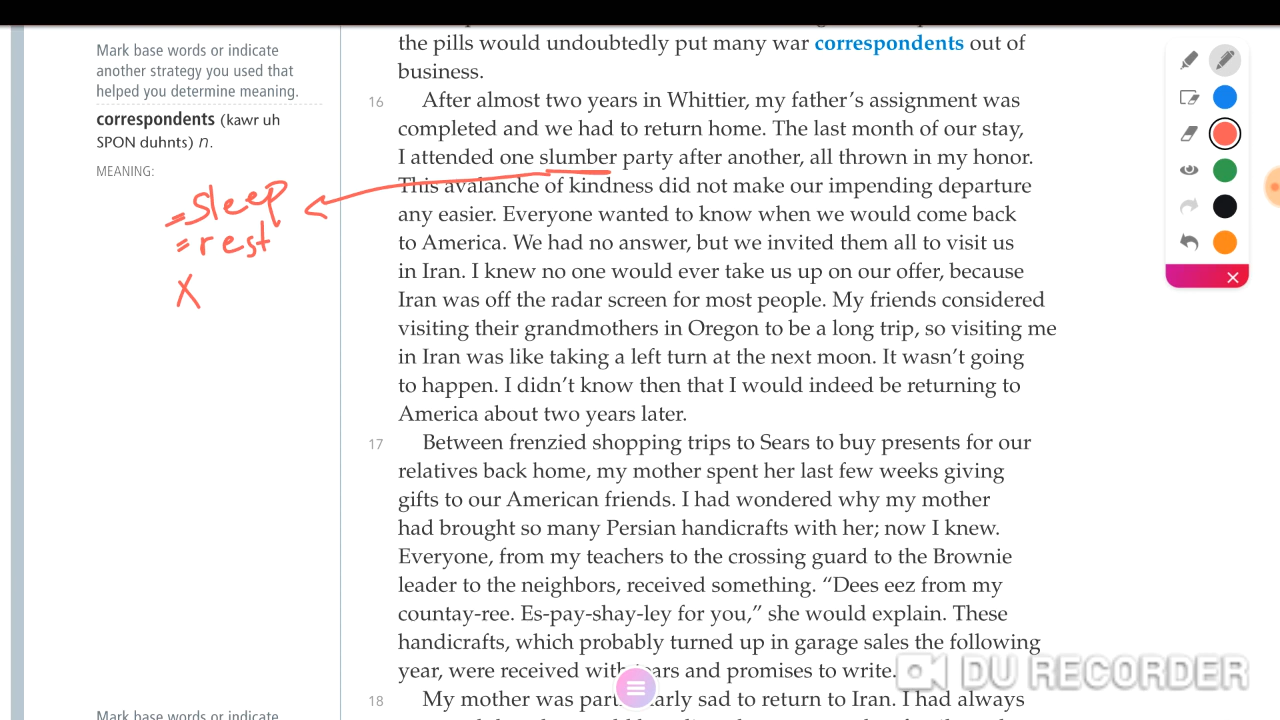 Mark base words or indicate
another strategy you used that
helped you determine meaning.
correspondents (kawr uh
SPON duhnts) n.
MEANING:
=sleep
=rest
X
the pills would undoubtedly put many war correspondents out of
business.
16 After almost two years in Whittier, my father’s assignment was
completed and we had to return home. The last month of our stay,
I attended one slumber party after another, all thrown in my honor.
This avalanche of kindness did not make our impending departure
any easier. Everyone wanted to know when we would come back
to America. We had no answer, but we invited them all to visit us
in Iran. I knew no one would ever take us up on our offer, because
Iran was off the radar screen for most people. My friends considered
visiting their grandmothers in Oregon to be a long trip, so visiting me
in Iran was like taking a left turn at the next moon. It wasn’t going
to happen. I didn’t know then that I would indeed be returning to
America about two years later.
17 Between frenzied shopping trips to Sears to buy presents for our
relatives back home, my mother spent her last few weeks giving
gifts to our American friends. I had wondered why my mother
had brought so many Persian handicrafts with her; now I knew.
Everyone, from my teachers to the crossing guard to the Brownie
leader to the neighbors, received something. “Dees eez from my
countay-ree. Es-pay-shay-ley for you,” she would explain. These
handicrafts, which probably turned up in garage sales the following
year, were received with tears and promises to write.
18 My mother was particularly sad to return to Iran. I had always
Mark base words or indicate
DU RECORDER